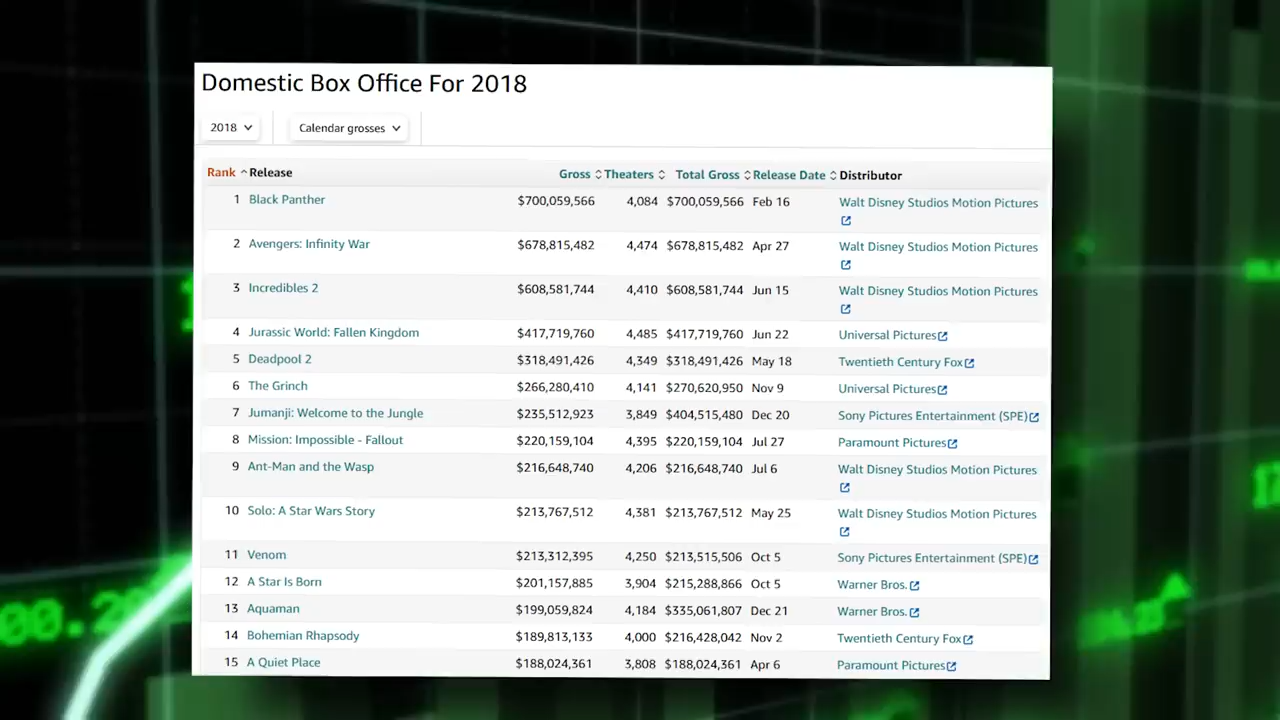 Domestic Box Office For 2018
2018 Calendar grosses
Rank Release Gross Theaters Total Gross Release Date Distributor
1 Black Panther $700,059,566 4,084 $700,059,566 Feb 16 Walt Disney Studios Motion Pictures
2 Avengers: Infinity War $678,815,482 4,474 $678,815,482 Apr 27 Walt Disney Studios Motion Pictures
3 Incredibles 2 $608,581,744 4,410 $608,581,744 Jun 15 Walt Disney Studios Motion Pictures
4 Jurassic World: Fallen Kingdom $417,719,760 4,485 $417,719,760 Jun 22 Universal Pictures
5 Deadpool 2 $318,491,426 4,349 $318,491,426 May 18 Twentieth Century Fox
6 The Grinch $266,280,410 4,141 $270,620,950 Nov 9 Universal Pictures
7 Jumanji: Welcome to the Jungle $235,512,923 3,849 $404,515,480 Dec 20 Sony Pictures Entertainment (SPE)
8 Mission: Impossible - Fallout $220,159,104 4,395 $220,159,104 Jul 27 Paramount Pictures
9 Ant-Man and the Wasp $216,648,740 4,206 $216,648,740 Jul 6 Walt Disney Studios Motion Pictures
10 Solo: A Star Wars Story $213,767,512 4,381 $213,767,512 May 25 Walt Disney Studios Motion Pictures
11 Venom $213,312,395 4,250 $213,515,506 Oct 5 Sony Pictures Entertainment (SPE)
12 A Star Is Born $201,157,885 3,904 $215,288,866 Oct 5 Warner Bros.
13 Aquaman $199,059,824 4,184 $335,061,807 Dec 21 Warner Bros.
14 Bohemian Rhapsody $189,813,133 4,000 $216,428,042 Nov 2 Twentieth Century Fox
15 A Quiet Place $188,024,361 3,808 $188,024,361 Apr 6 Paramount Pictures